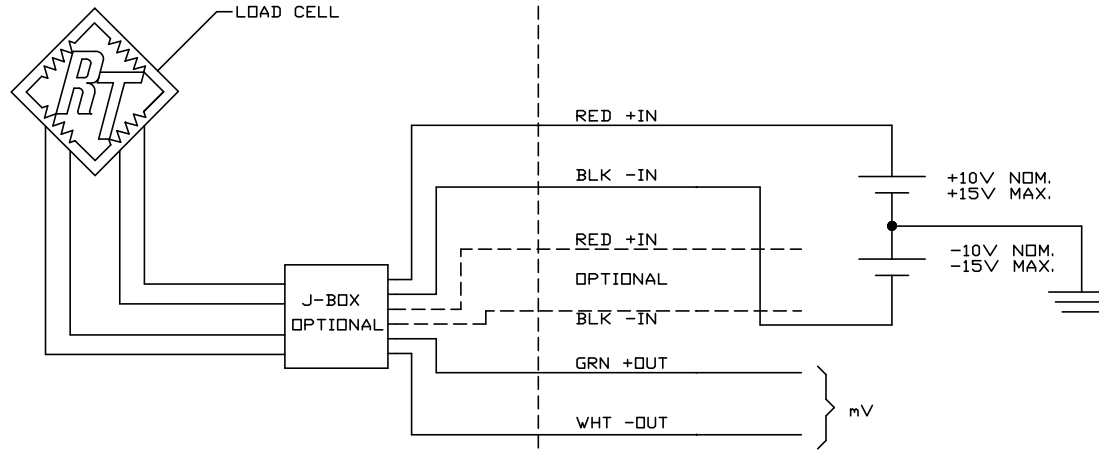 LOAD CELL
RT
RED +IN
BLK -IN
+10V NOM.
+15V MAX.
RED +IN
-10V NOM.
-15V MAX.
OPTIONAL
J-BOX
OPTIONAL
BLK -IN
GRN +OUT
mV
WHT -OUT